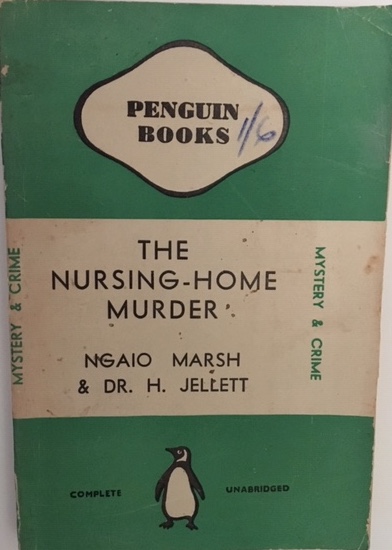 PENGUIN
BOOKS
1/6
THE
NURSING-HOME
MURDER
NGAIO MARSH
& DR. H. JELLETT
MYSTERY & CRIME
MYSTERY & CRIME
COMPLETE
UNABRIDGED